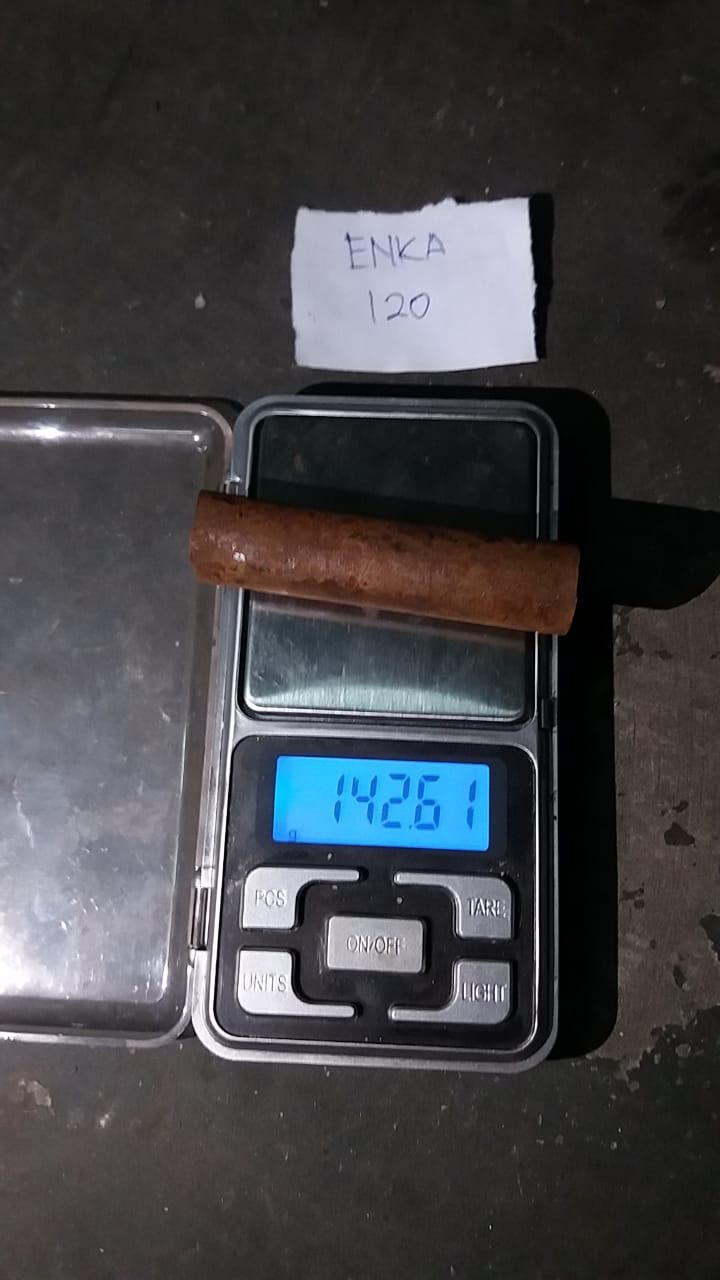 ENKA
120
142.61
g
PCS
TARE
ON/OFF
UNITS
LIGHT